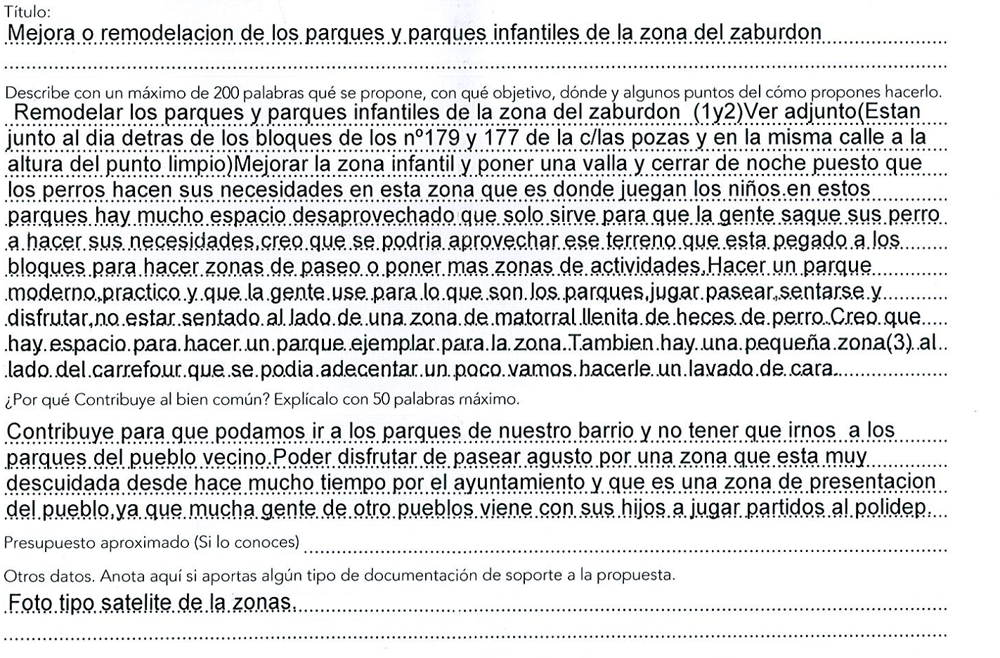 Título:
Mejora o remodelacion de los parques y parques infantiles de la zona del zaburdon
Describe con un máximo de 200 palabras qué se propone, con qué objetivo, dónde y algunos puntos del cómo propones hacerlo.
Remodelar los parques y parques infantiles de la zona del zaburdon (1y2)Ver adjunto(Estan
junto al dia detras de los bloques de los nº179 y 177 de la c/las pozas y en la misma calle a la
altura del punto limpio)Mejorar la zona infantil y poner una valla y cerrar de noche puesto que
los perros hacen sus necesidades en esta zona que es donde juegan los niños.en estos
parques hay mucho espacio desaprovechado que solo sirve para que la gente saque sus perro
a hacer sus necesidades,creo que se podria aprovechar ese terreno que esta pegado a los
bloques para hacer zonas de paseo o poner mas zonas de actividades,Hacer un parque
moderno,practico y que la gente use para lo que son los parques,jugar pasear,sentarse y
disfrutar,no estar sentado al lado de una zona de matorral llenita de heces de perro.Creo que
hay espacio para hacer un parque ejemplar para la zona.Tambien hay una pequeña zona(3) al
lado del carrefour que se podia adecentar un poco vamos hacerle un lavado de cara.
¿Por qué Contribuye al bien común? Explícalo con 50 palabras máximo.
Contribuye para que podamos ir a los parques de nuestro barrio y no tener que irnos a los
parques del pueblo vecino.Poder disfrutar de pasear agusto por una zona que esta muy
descuidada desde hace mucho tiempo por el ayuntamiento y que es una zona de presentacion
del pueblo,ya que mucha gente de otro pueblos viene con sus hijos a jugar partidos al polidep.
Presupuesto aproximado (Si lo conoces)
Otros datos. Anota aquí si aportas algún tipo de documentación de soporte a la propuesta.
Foto tipo satelite de la zonas.